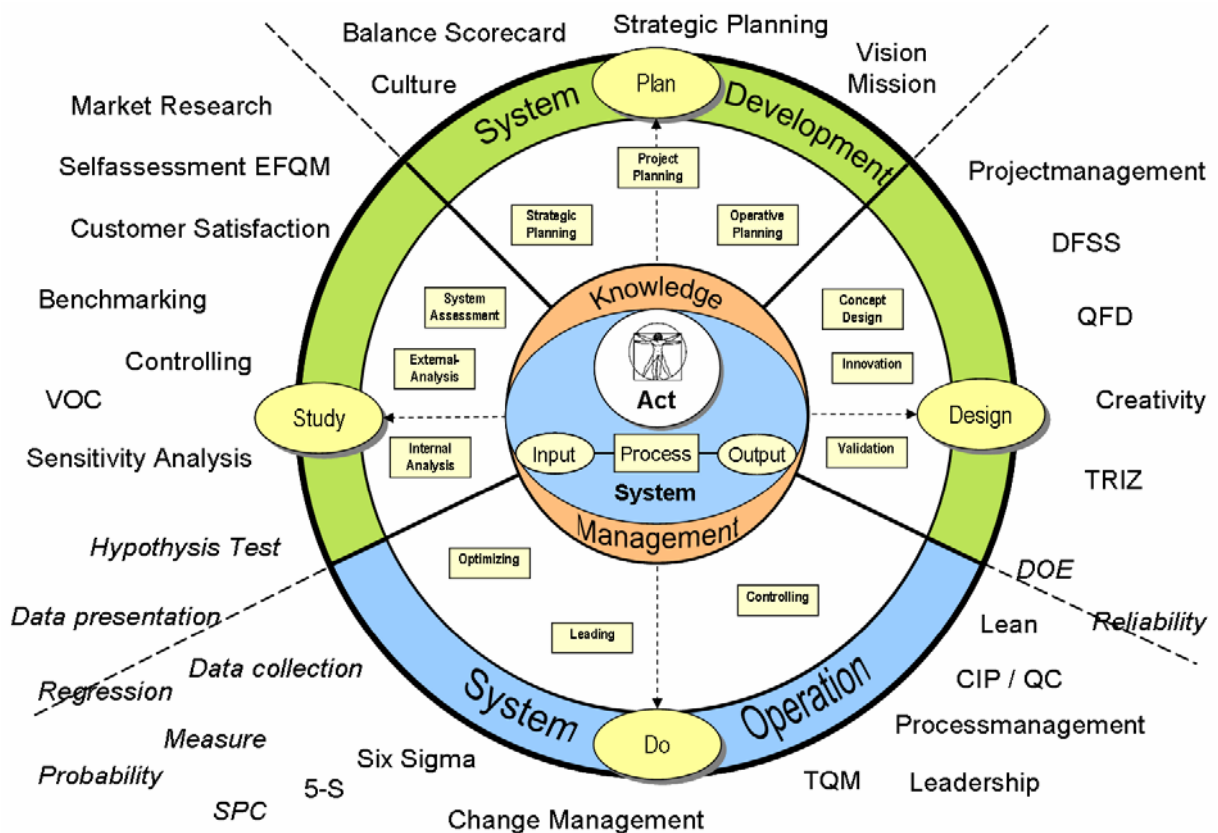 Balance Scorecard
Strategic Planning
Culture
Vision
Mission
Market Research
Selfassessment EFQM
Customer Satisfaction
Benchmarking
Controlling
VOC
Sensitivity Analysis
Hypothysis Test
Data presentation
Data collection
Regression
Measure
Probability
SPC
5-S
Six Sigma
Change Management
TQM
Leadership
Processmanagement
CIP / QC
Lean
Reliability
DOE
TRIZ
Creativity
QFD
DFSS
Projectmanagement
System
Plan
Development
Project
Planning
Strategic
Planning
Operative
Planning
System
Assessment
External-
Analysis
Internal
Analysis
Study
Knowledge
Act
Input
Process
Output
System
Management
Concept
Design
Innovation
Validation
Design
Optimizing
Leading
Controlling
System
Do
Operation